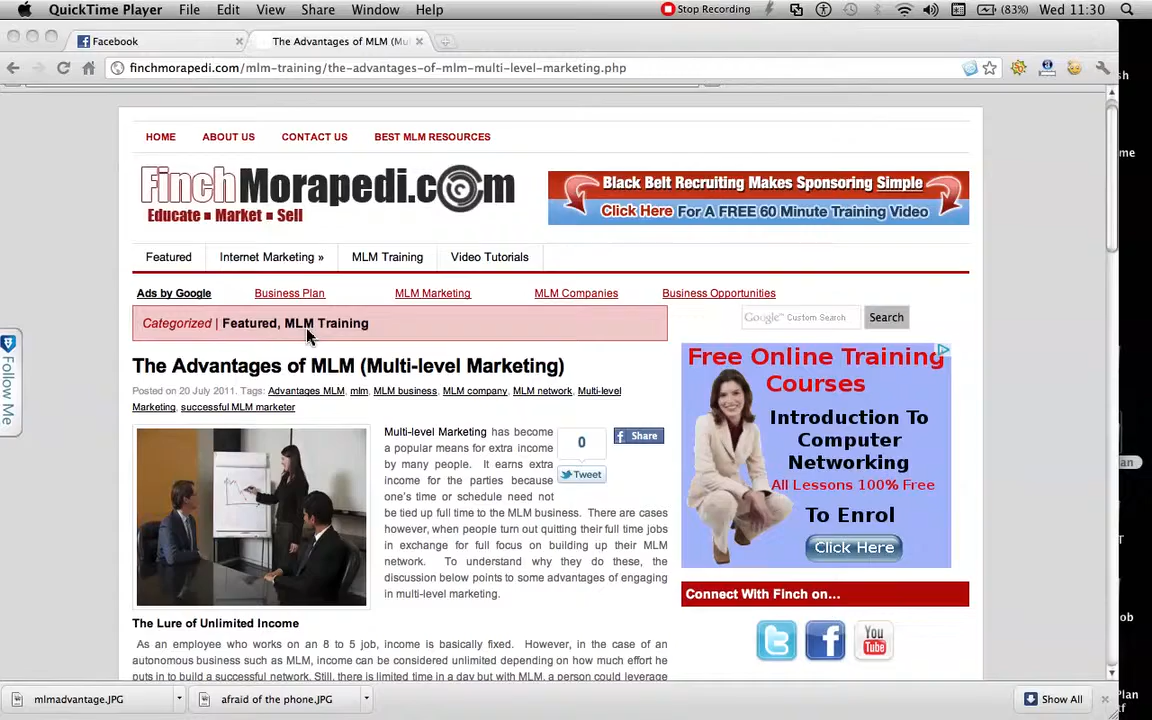 QuickTime Player File Edit View Share Window Help Stop Recording (83%) Wed 11:30
Facebook The Advantages of MLM (Mu
finchmorapedi.com/mlm-training/the-advantages-of-mlm-multi-level-marketing.php
HOME ABOUT US CONTACT US BEST MLM RESOURCES
FinchMorapedi.com
Educate ▪ Market ▪ Sell
Black Belt Recruiting Makes Sponsoring Simple
Click Here For A FREE 60 Minute Training Video
Featured Internet Marketing » MLM Training Video Tutorials
Ads by Google Business Plan MLM Marketing MLM Companies Business Opportunities
Categorized | Featured, MLM Training
Google™ Custom Search Search
The Advantages of MLM (Multi-level Marketing)
Posted on 20 July 2011. Tags: Advantages MLM, mlm, MLM business, MLM company, MLM network, Multi-level
Marketing, successful MLM marketer
Multi-level Marketing has become
a popular means for extra income
by many people. It earns extra
income for the parties because
one's time or schedule need not
be tied up full time to the MLM business. There are cases
however, when people turn out quitting their full time jobs
in exchange for full focus on building up their MLM
network. To understand why they do these, the
discussion below points to some advantages of engaging
in multi-level marketing.
0
Tweet
Share
The Lure of Unlimited Income
As an employee who works on an 8 to 5 job, income is basically fixed. However, in the case of an
autonomous business such as MLM, income can be considered unlimited depending on how much effort he
puts in to build a successful network. Still, there is limited time in a day but with MLM, a person could leverage
Free Online Training
Courses
Introduction To
Computer
Networking
All Lessons 100% Free
To Enrol
Click Here
Connect With Finch on...
You
Tube
Follow Me
mlmadvantage.JPG afraid of the phone.JPG Show All